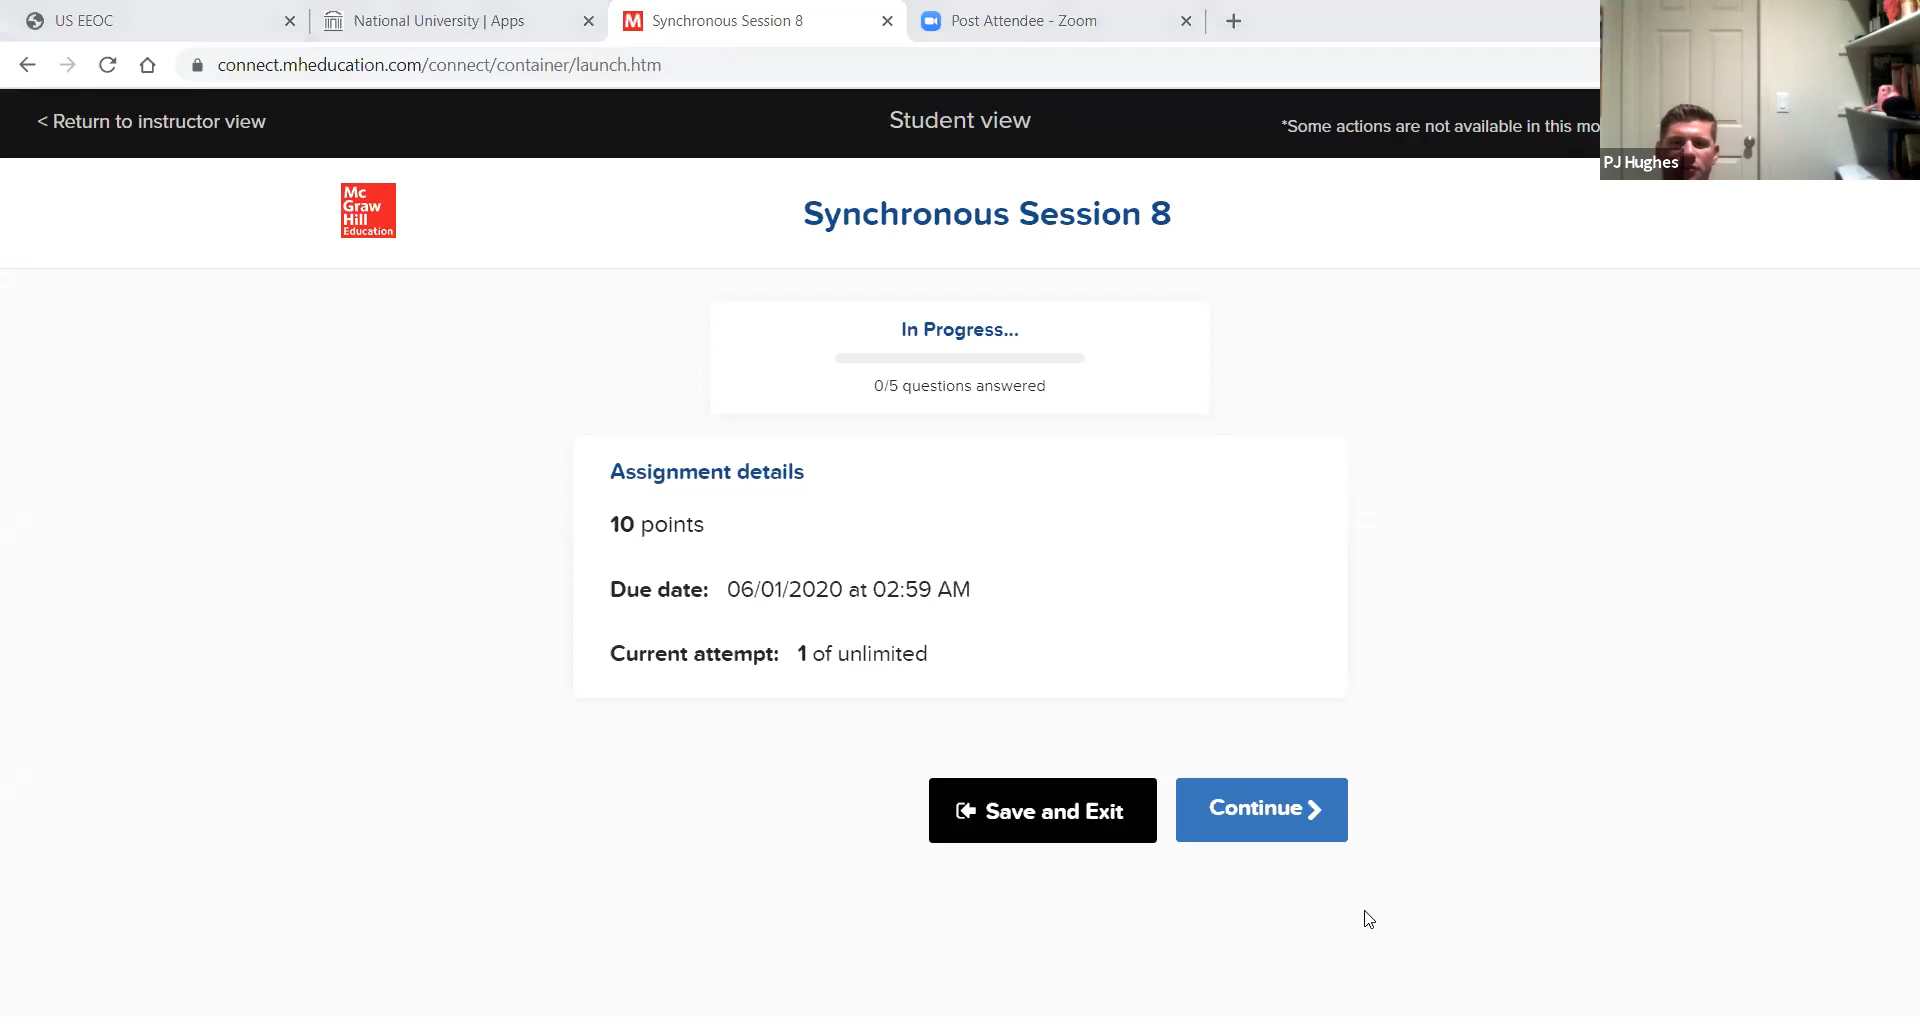 US EEOC
National University | Apps
Synchronous Session 8
Post Attendee - Zoom
connect.mheducation.com/connect/container/launch.htm
< Return to instructor view
Student view
*Some actions are not available in this mo
PJ Hughes
Mc
Graw
Hill
Education
Synchronous Session 8
In Progress...
0/5 questions answered
Assignment details
10 points
Due date: 06/01/2020 at 02:59 AM
Current attempt: 1 of unlimited
Save and Exit
Continue